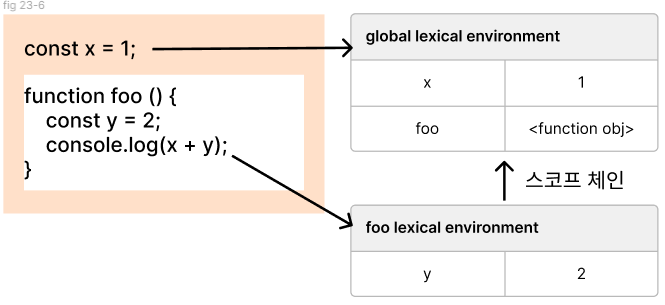 fig 23-6
const x = 1;
function foo () {
const y = 2;
console.log(x + y);
}
global lexical environment
x 1
foo <function obj>
스코프 체인
foo lexical environment
y 2